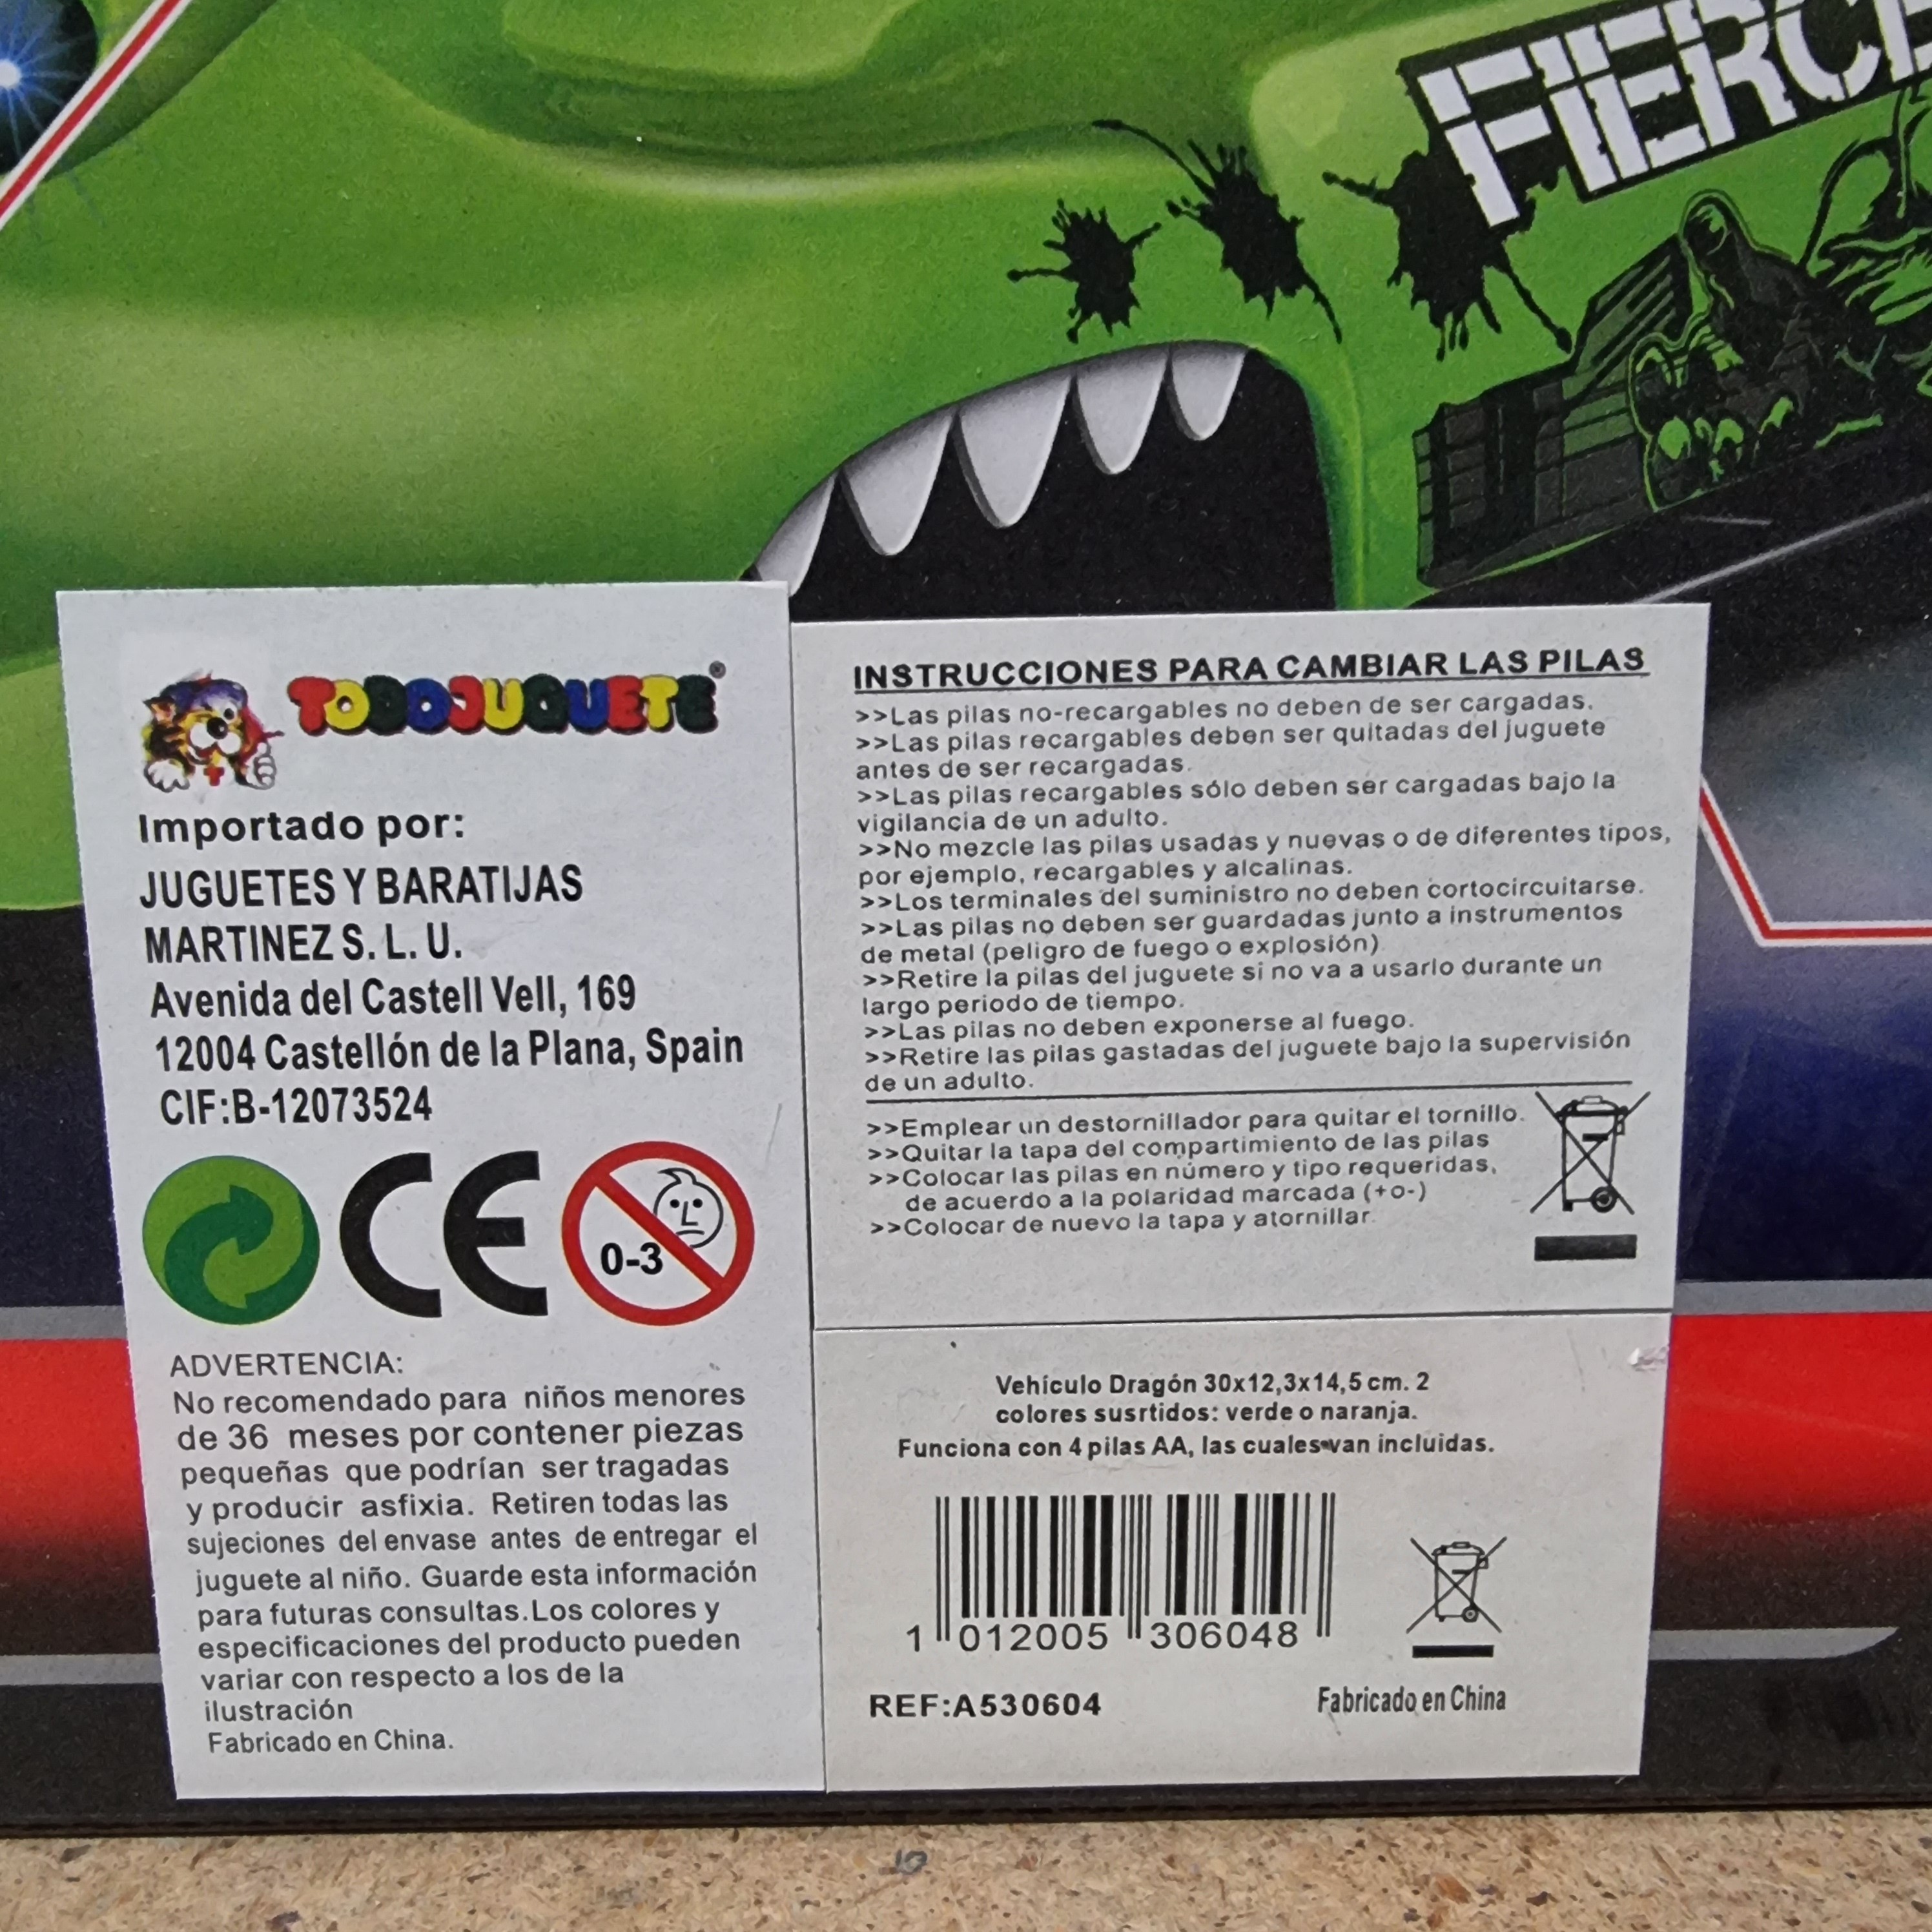 FIERCE
TODOJUGUETE®
Importado por:
JUGUETES Y BARATIJAS
MARTINEZ S. L. U.
Avenida del Castell Vell, 169
12004 Castellón de la Plana, Spain
CIF:B-12073524
CE
0-3
ADVERTENCIA:
No recomendado para niños menores
de 36 meses por contener piezas
pequeñas que podrían ser tragadas
y producir asfixia. Retiren todas las
sujeciones del envase antes de entregar el
juguete al niño. Guarde esta información
para futuras consultas.Los colores y
especificaciones del producto pueden
variar con respecto a los de la
ilustración
Fabricado en China.
INSTRUCCIONES PARA CAMBIAR LAS PILAS
>>Las pilas no-recargables no deben de ser cargadas.
>>Las pilas recargables deben ser quitadas del juguete
antes de ser recargadas.
>>Las pilas recargables sólo deben ser cargadas bajo la
vigilancia de un adulto.
>>No mezcle las pilas usadas y nuevas o de diferentes tipos,
por ejemplo, recargables y alcalinas.
>>Los terminales del suministro no deben cortocircuitarse.
>>Las pilas no deben ser guardadas junto a instrumentos
de metal (peligro de fuego o explosión).
>>Retire la pilas del juguete si no va a usarlo durante un
largo periodo de tiempo.
>>Las pilas no deben exponerse al fuego.
>>Retire las pilas gastadas del juguete bajo la supervisión
de un adulto.
>>Emplear un destornillador para quitar el tornillo.
>>Quitar la tapa del compartimiento de las pilas
>>Colocar las pilas en número y tipo requeridas,
de acuerdo a la polaridad marcada (+o-)
>>Colocar de nuevo la tapa y atornillar.
Vehículo Dragón 30x12,3x14,5 cm. 2
colores susrtidos: verde o naranja.
Funciona con 4 pilas AA, las cuales van incluidas.
1 012005 306048
REF:A530604
Fabricado en China
10